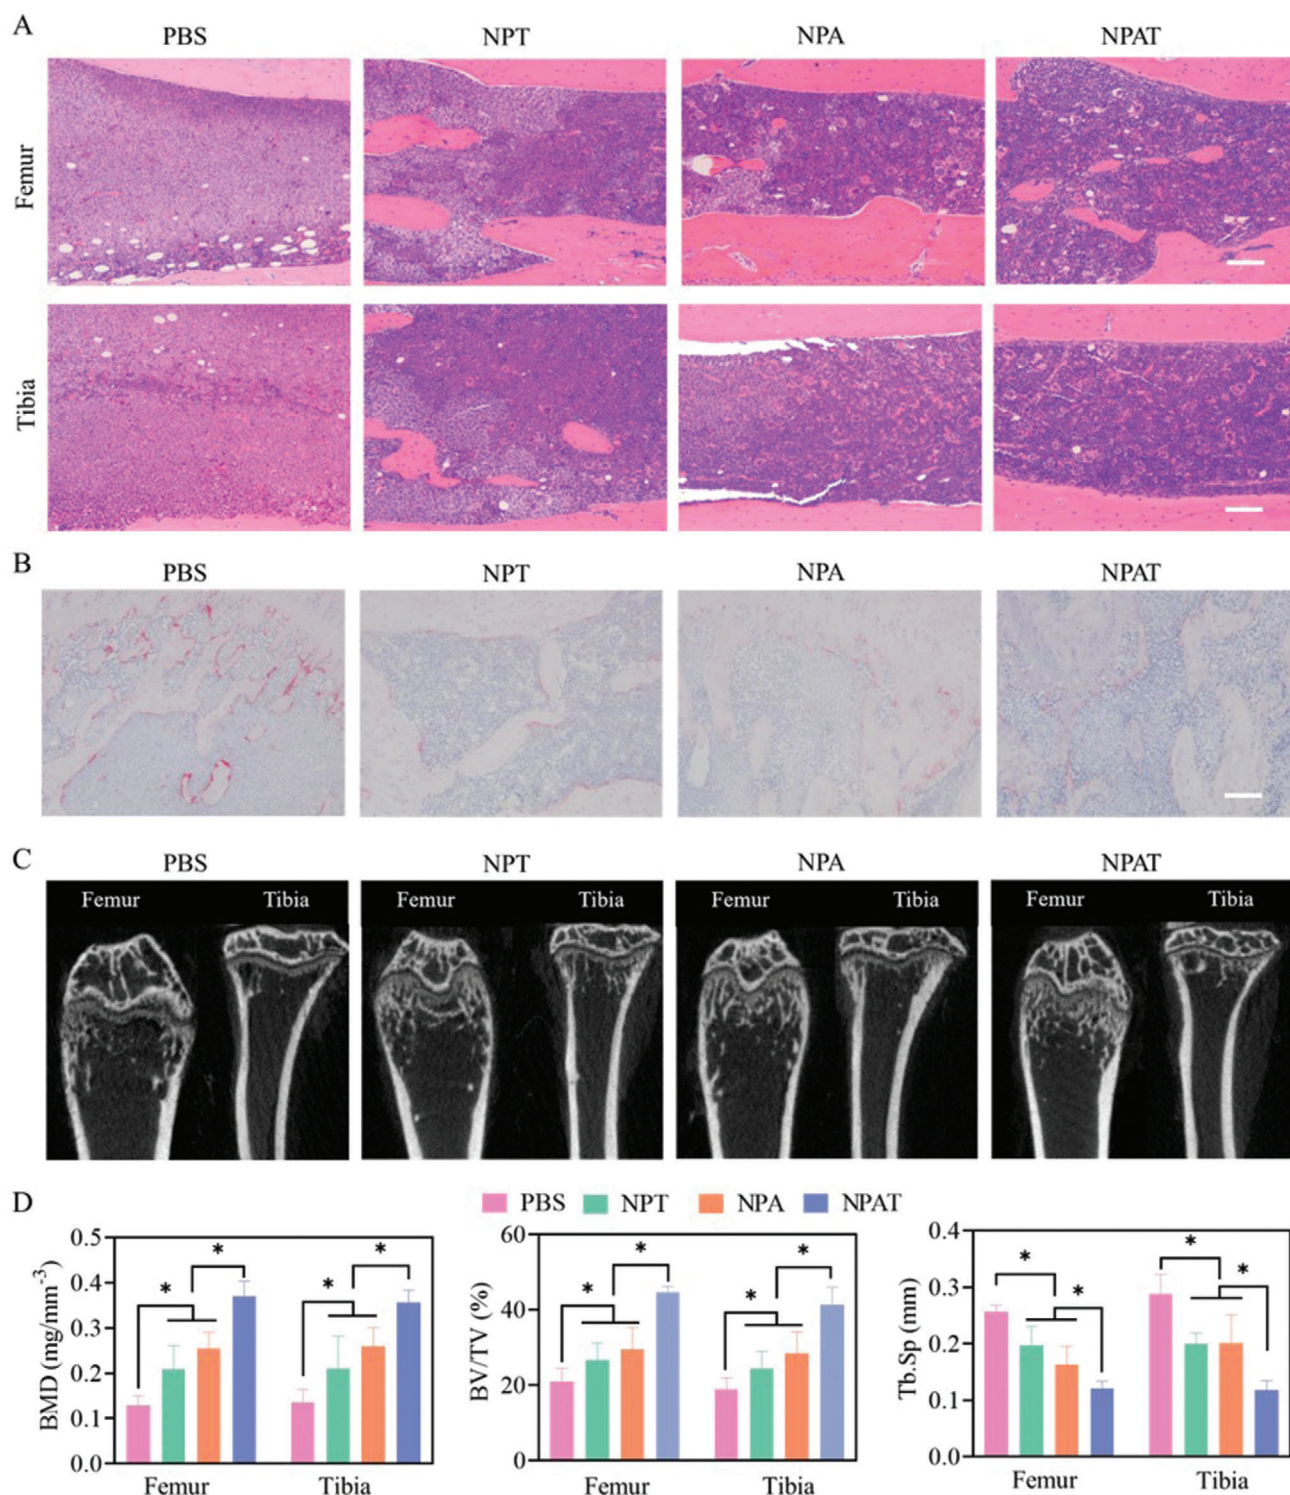 A
PBS NPT NPA NPAT
Femur
Tibia
B
PBS NPT NPA NPAT
C
PBS NPT NPA NPAT
Femur Tibia Femur Tibia Femur Tibia Femur Tibia
D
PBS NPT NPA NPAT
BMD (mg/mm⁻³)
0.5
0.4
0.3
0.2
0.1
0.0
* * * *
Femur Tibia
BV/TV (%)
60
40
20
0
* * * *
Femur Tibia
Tb.Sp (mm)
0.4
0.3
0.2
0.1
0.0
* * * *
Femur Tibia